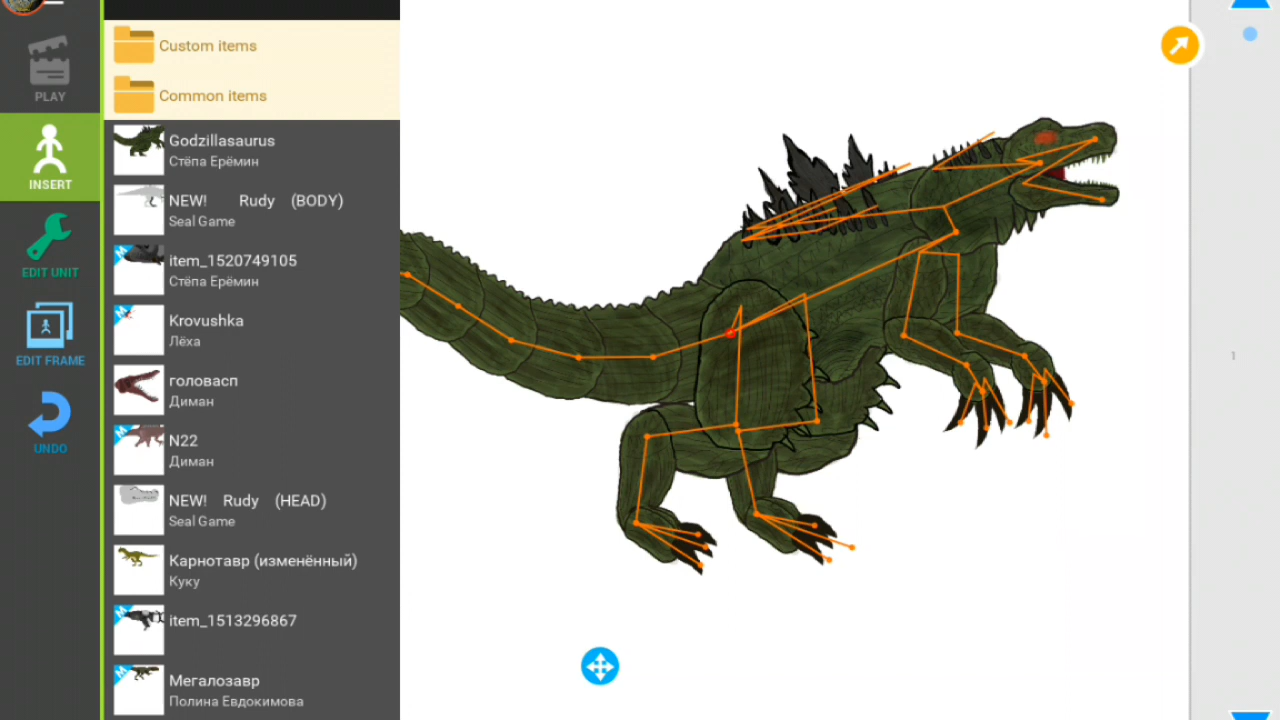 PLAY
INSERT
EDIT UNIT
EDIT FRAME
UNDO
Custom items
Common items
Godzillasaurus
Стёпа Ерёмин
NEW! Rudy (BODY)
Seal Game
item_1520749105
Стёпа Ерёмин
Krovushka
Лёха
головасп
Диман
N22
Диман
NEW! Rudy (HEAD)
Seal Game
Карнотавр (изменённый)
Куку
item_1513296867
Мегалозавр
Полина Евдокимова
1